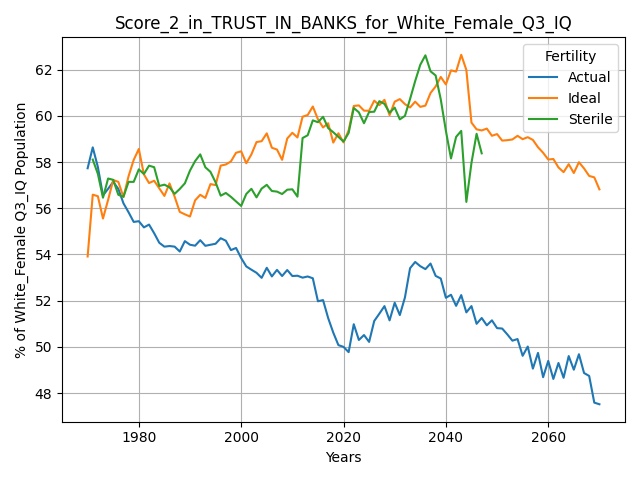 Score_2_in_TRUST_IN_BANKS_for_White_Female_Q3_IQ
% of White_Female Q3_IQ Population
62
60
58
56
54
52
50
48
1980
2000
2020
2040
2060
Years
Fertility
Actual
Ideal
Sterile